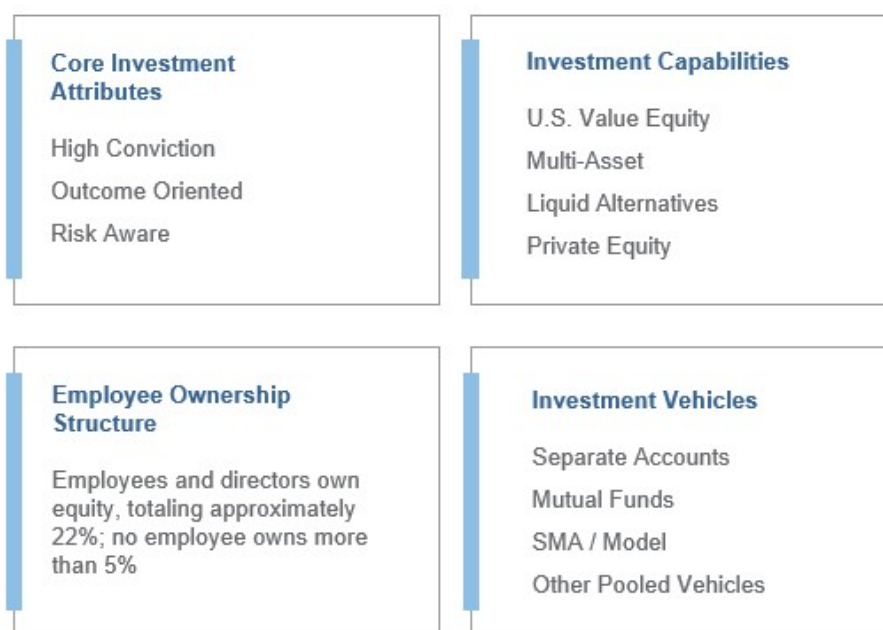 Core Investment
Attributes
High Conviction
Outcome Oriented
Risk Aware
Investment Capabilities
U.S. Value Equity
Multi-Asset
Liquid Alternatives
Private Equity
Employee Ownership
Structure
Employees and directors own
equity, totaling approximately
22%; no employee owns more
than 5%
Investment Vehicles
Separate Accounts
Mutual Funds
SMA / Model
Other Pooled Vehicles